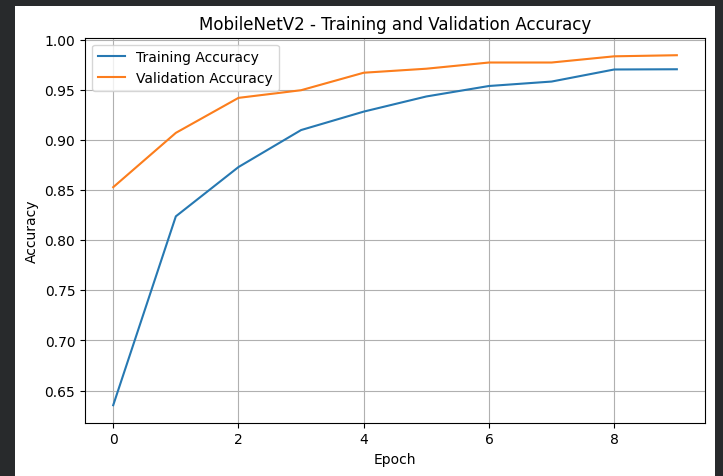 MobileNetV2 - Training and Validation Accuracy
Training Accuracy
Validation Accuracy
1.00
0.95
0.90
0.85
0.80
0.75
0.70
0.65
Accuracy
0 2 4 6 8
Epoch